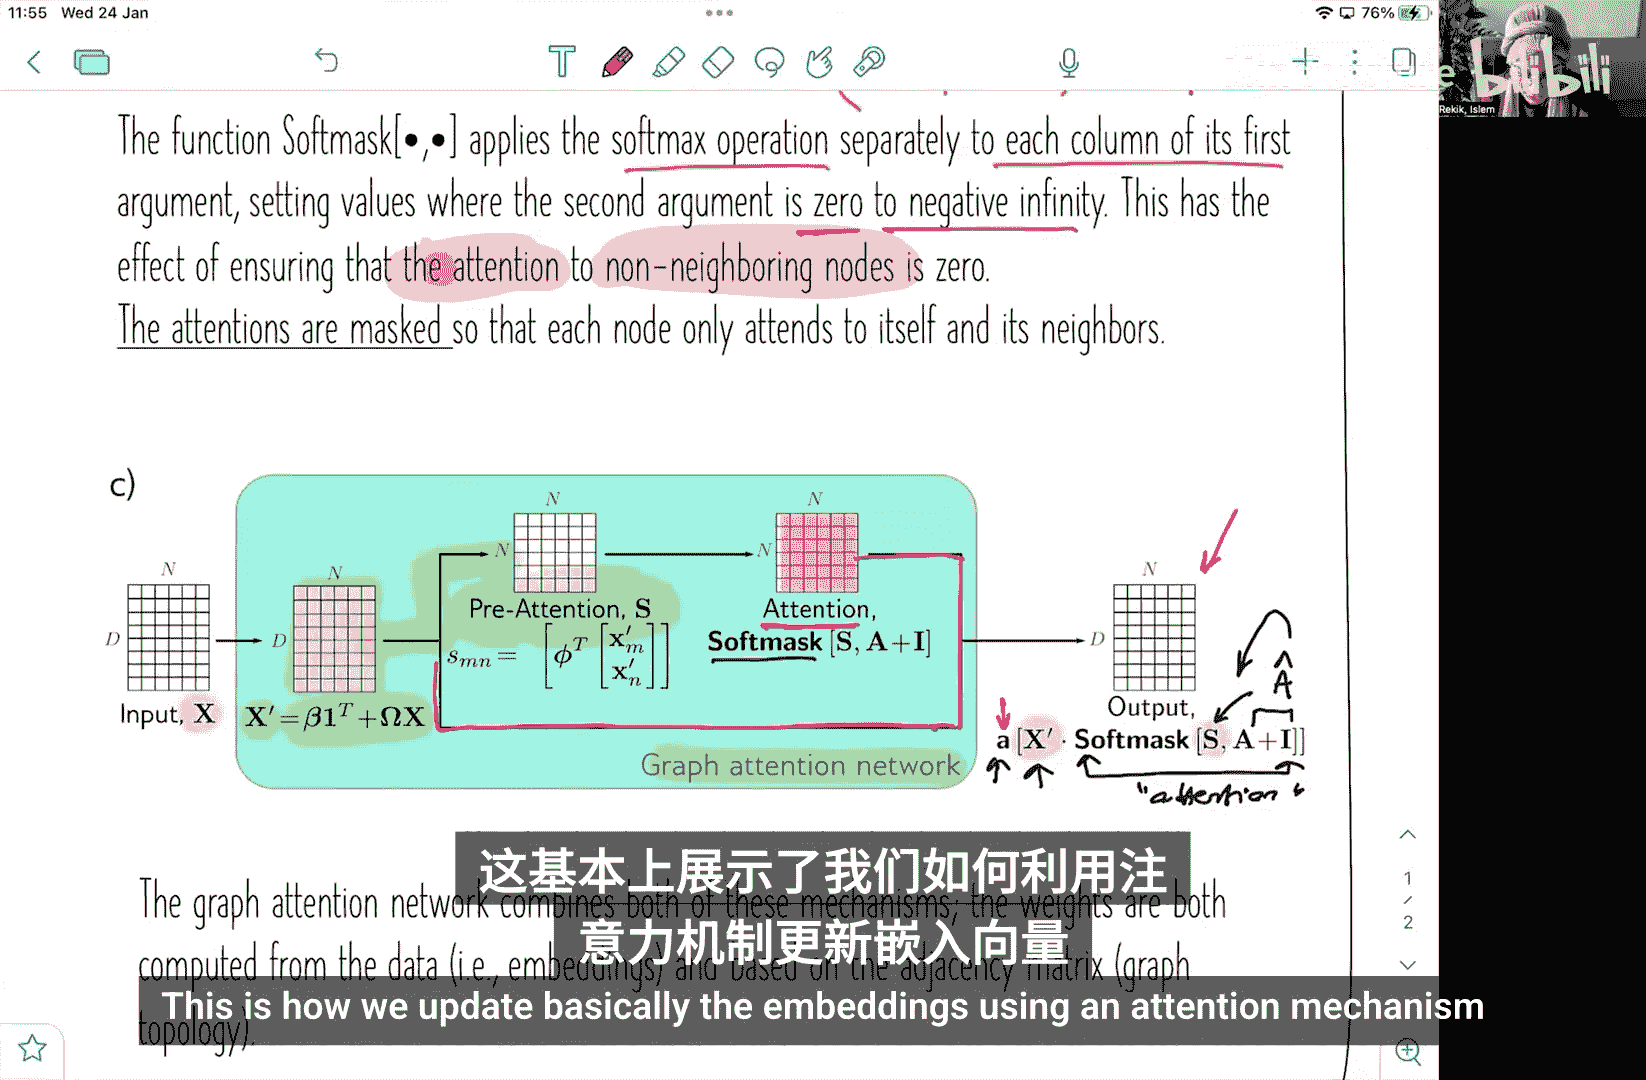 11:55 Wed 24 Jan
76%
bilibili
Rekik, Islem
The function Softmask[•,•] applies the softmax operation separately to each column of its first
argument, setting values where the second argument is zero to negative infinity. This has the
effect of ensuring that the attention to non-neighboring nodes is zero.
The attentions are masked so that each node only attends to itself and its neighbors.
c)
N
D
Input, X
N
D
X′ = β1ᵀ + ΩX
N
N
Pre-Attention, S
sₘₙ = [ϕᵀ [x′ₘ x′ₙ]]
N
N
Attention,
Softmask [S, A+I]
Graph attention network
N
D
Output,
Â
a [X′ · Softmask [S, A+I]]
"attention"
这基本上展示了我们如何利用注
意力机制更新嵌入向量
The graph attention network combines both of these mechanisms; the weights are both
computed from the data (i.e., embeddings) and based on the adjacency matrix (graph
topology).
This is how we update basically the embeddings using an attention mechanism
1
/
2